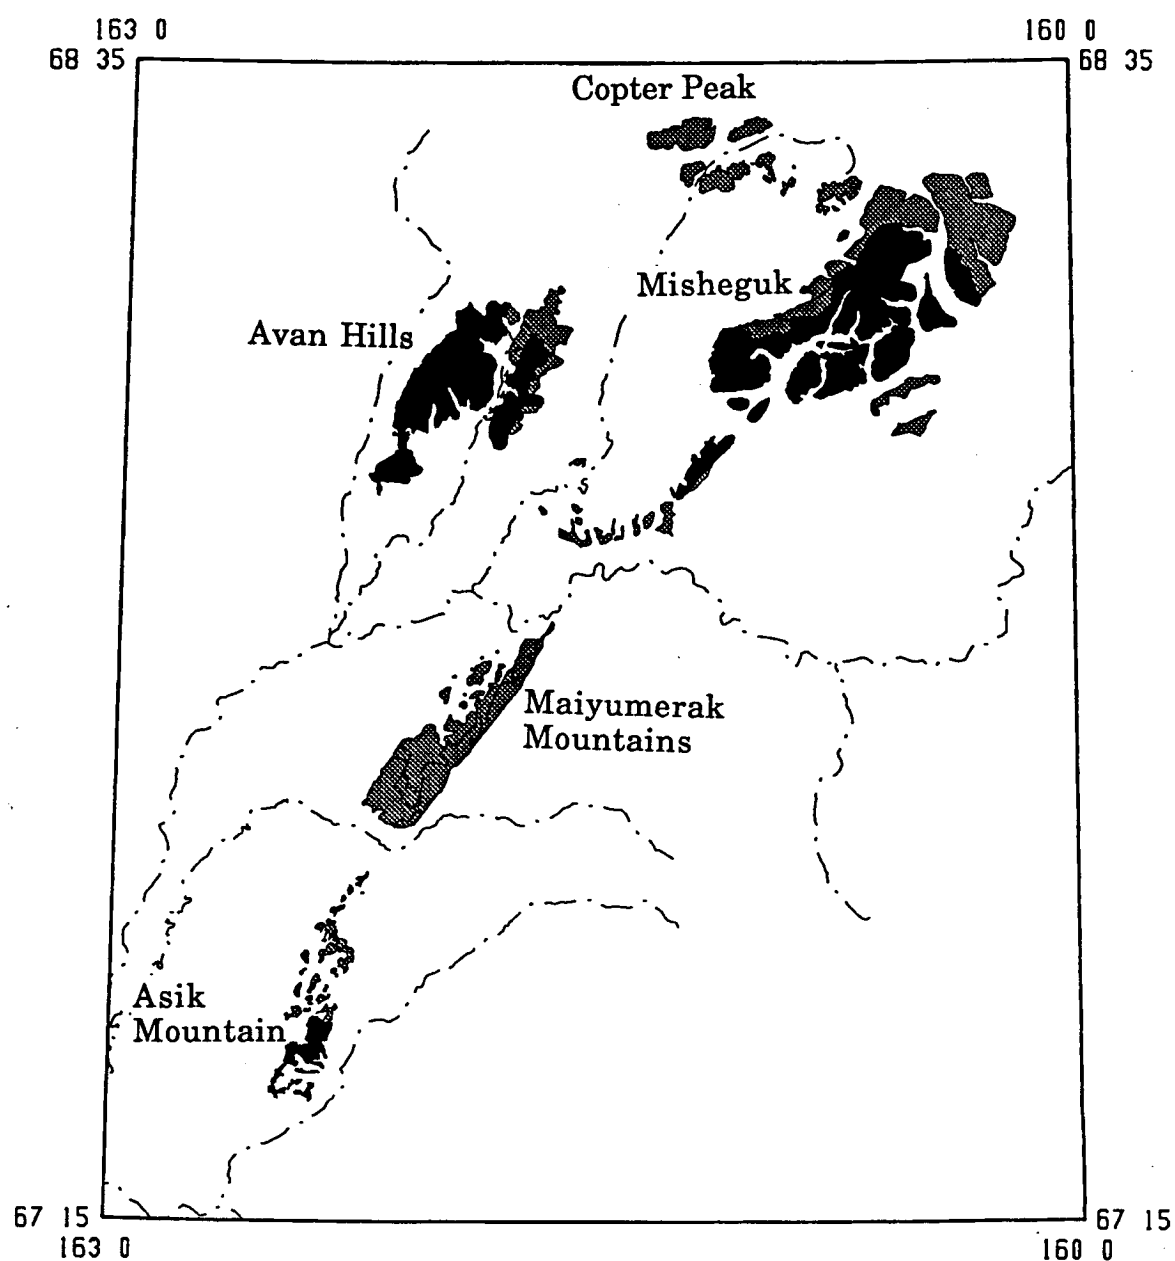 163 0
160 0
68 35
68 35
Copter Peak
Misheguk
Avan Hills
Maiyumerak
Mountains
Asik
Mountain
67 15
67 15
163 0
160 0